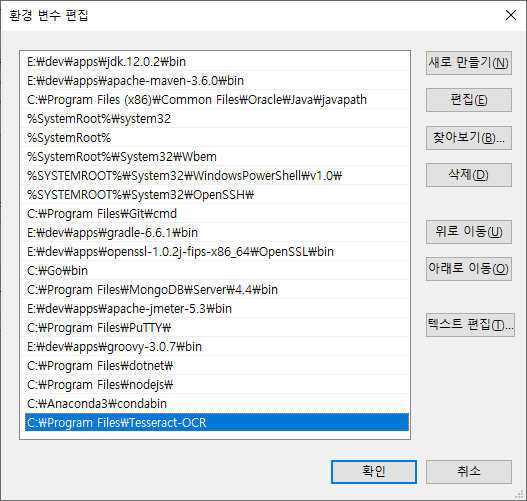 환경 변수 편집
E:₩dev₩apps₩jdk.12.0.2₩bin
E:₩dev₩apps₩apache-maven-3.6.0₩bin
C:₩Program Files (x86)₩Common Files₩Oracle₩Java₩javapath
%SystemRoot%₩system32
%SystemRoot%
%SystemRoot%₩System32₩Wbem
%SYSTEMROOT%₩System32₩WindowsPowerShell₩v1.0₩
%SYSTEMROOT%₩System32₩OpenSSH₩
C:₩Program Files₩Git₩cmd
E:₩dev₩apps₩gradle-6.6.1₩bin
E:₩dev₩apps₩openssl-1.0.2j-fips-x86_64₩OpenSSL₩bin
C:₩Go₩bin
C:₩Program Files₩MongoDB₩Server₩4.4₩bin
E:₩dev₩apps₩apache-jmeter-5.3₩bin
C:₩Program Files₩PuTTY₩
E:₩dev₩apps₩groovy-3.0.7₩bin
C:₩Program Files₩dotnet₩
C:₩Program Files₩nodejs₩
C:₩Anaconda3₩condabin
C:₩Program Files₩Tesseract-OCR
새로 만들기(N)
편집(E)
찾아보기(B)...
삭제(D)
위로 이동(U)
아래로 이동(O)
텍스트 편집(T)...
확인
취소